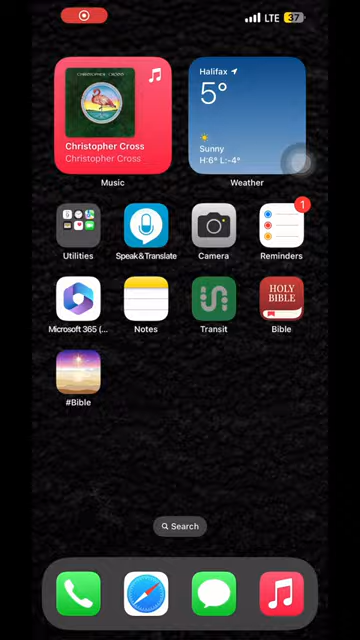 LTE 37
CHRISTOPHER CROSS
Christopher Cross
Christopher Cross
Music
Halifax
5°
Sunny
H:6° L:-4°
Weather
Utilities
Speak&Translate
Camera
1
Reminders
Microsoft 365 (...
Notes
Transit
HOLY
BIBLE
Bible
#Bible
Search